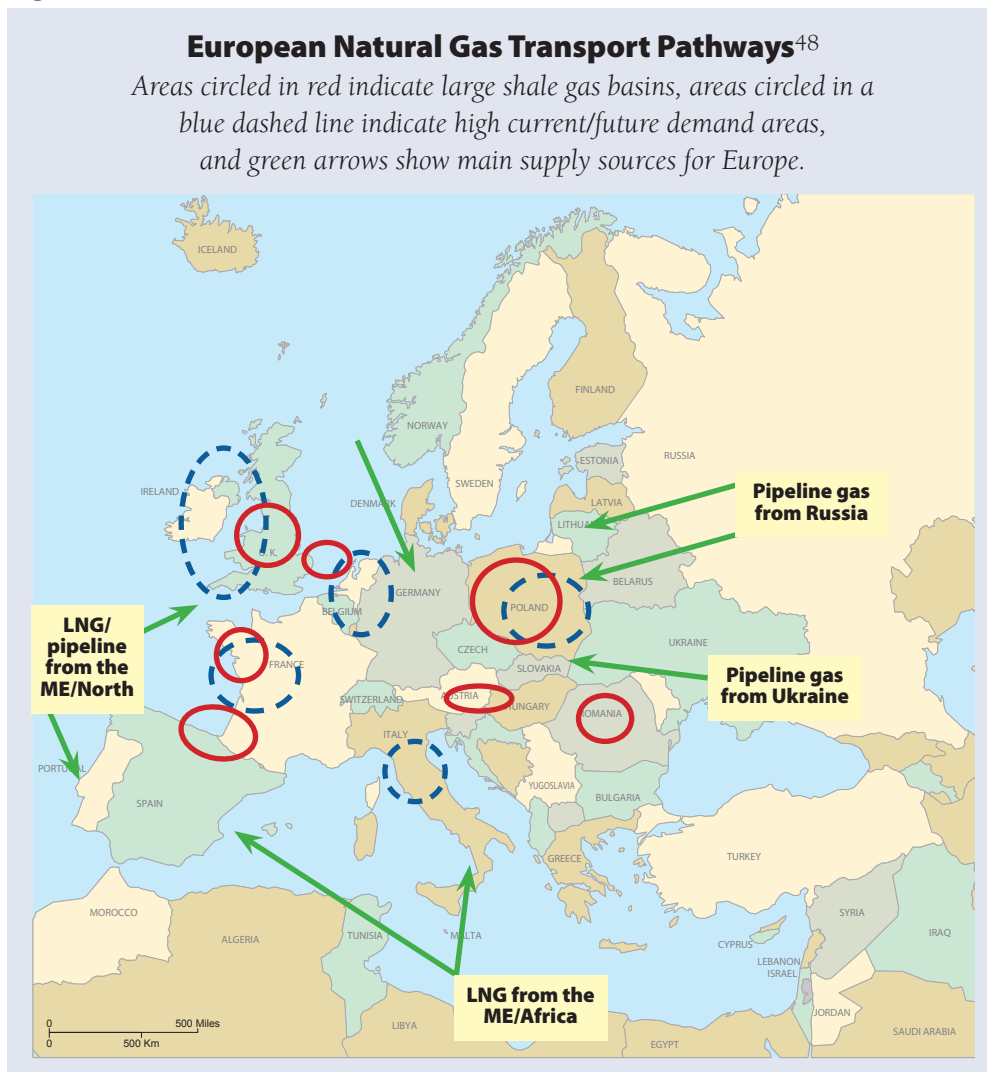 European Natural Gas Transport Pathways48
Areas circled in red indicate large shale gas basins, areas circled in a
blue dashed line indicate high current/future demand areas,
and green arrows show main supply sources for Europe.
ICELAND
FINLAND
NORWAY
RUSSIA
ESTONIA
SWEDEN
IRELAND
DENMARK
LATVIA
Pipeline gas
from Russia
LITHUA
U.K.
BELARUS
GERMANY
POLAND
BELGIUM
LNG/
pipeline
from the
ME/North
UKRAINE
CZECH
FRANCE
SLOVAKIA
Pipeline gas
from Ukraine
SWITZERLAND
AUSTRIA
HUNGARY
ROMANIA
ITALY
PORTUGAL
YUGOSLAVIA
SPAIN
BULGARIA
GREECE
TURKEY
MOROCCO
SYRIA
ALGERIA
TUNISIA
MALTA
CYPRUS
IRAQ
LEBANON
ISRAEL
LNG from the
ME/Africa
JORDAN
0 500 Miles
0 500 Km
LIBYA
EGYPT
SAUDI ARABIA